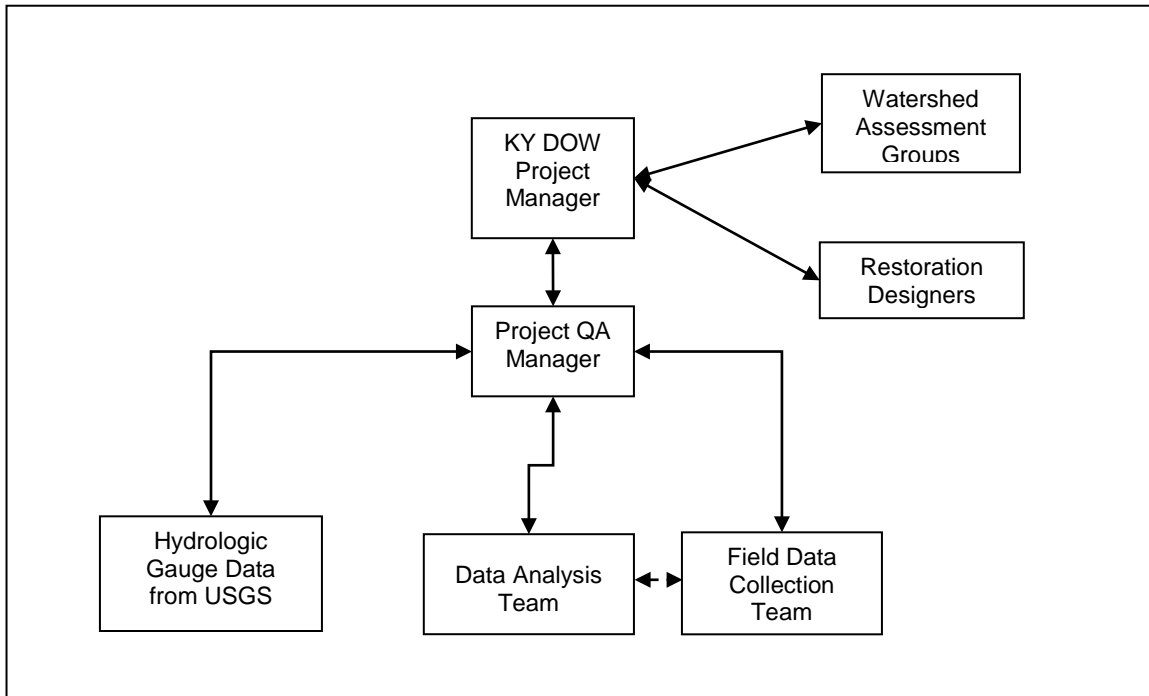 Watershed
Assessment
Groups
KY DOW
Project
Manager
Restoration
Designers
Project QA
Manager
Hydrologic
Gauge Data
from USGS
Data Analysis
Team
Field Data
Collection
Team